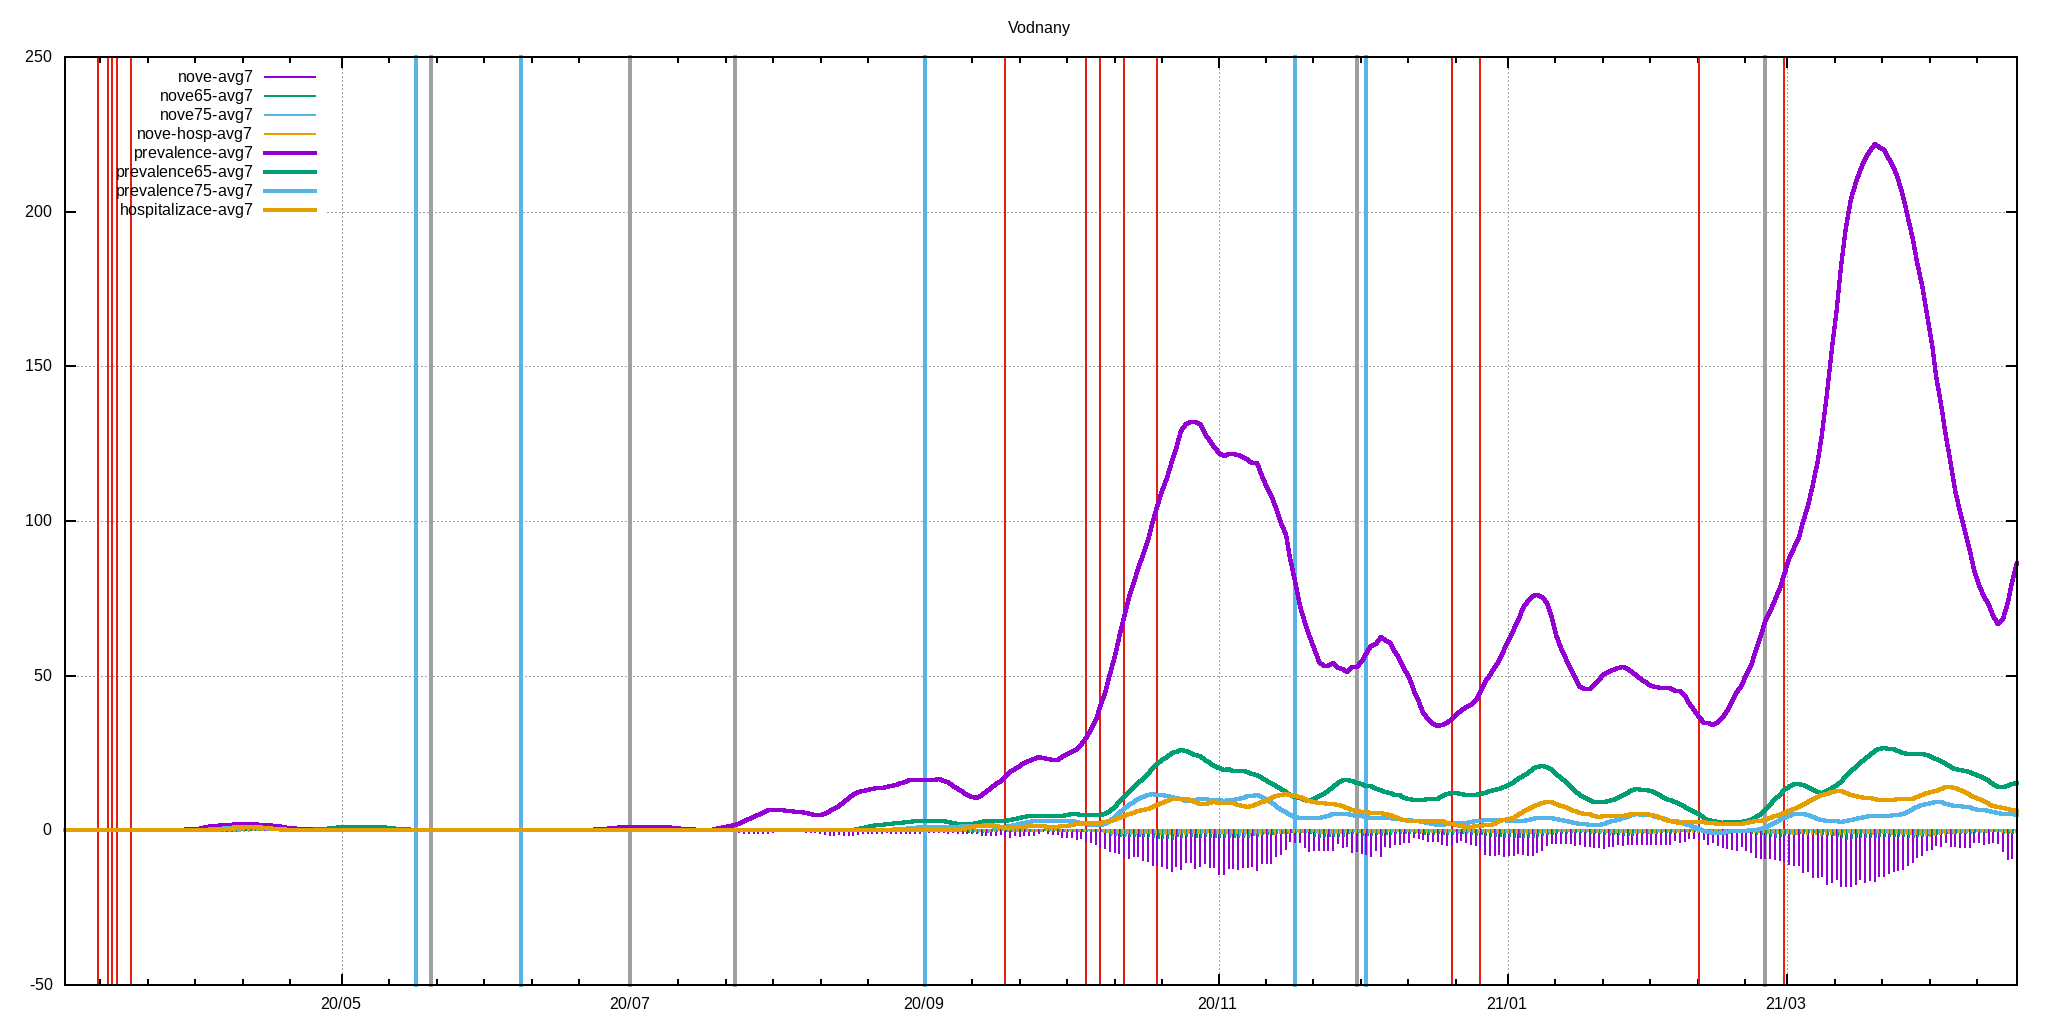 Vodnany
250
200
150
100
50
0
-50
nove-avg7
nove65-avg7
nove75-avg7
nove-hosp-avg7
prevalence-avg7
prevalence65-avg7
prevalence75-avg7
hospitalizace-avg7
20/05 20/07 20/09 20/11 21/01 21/03